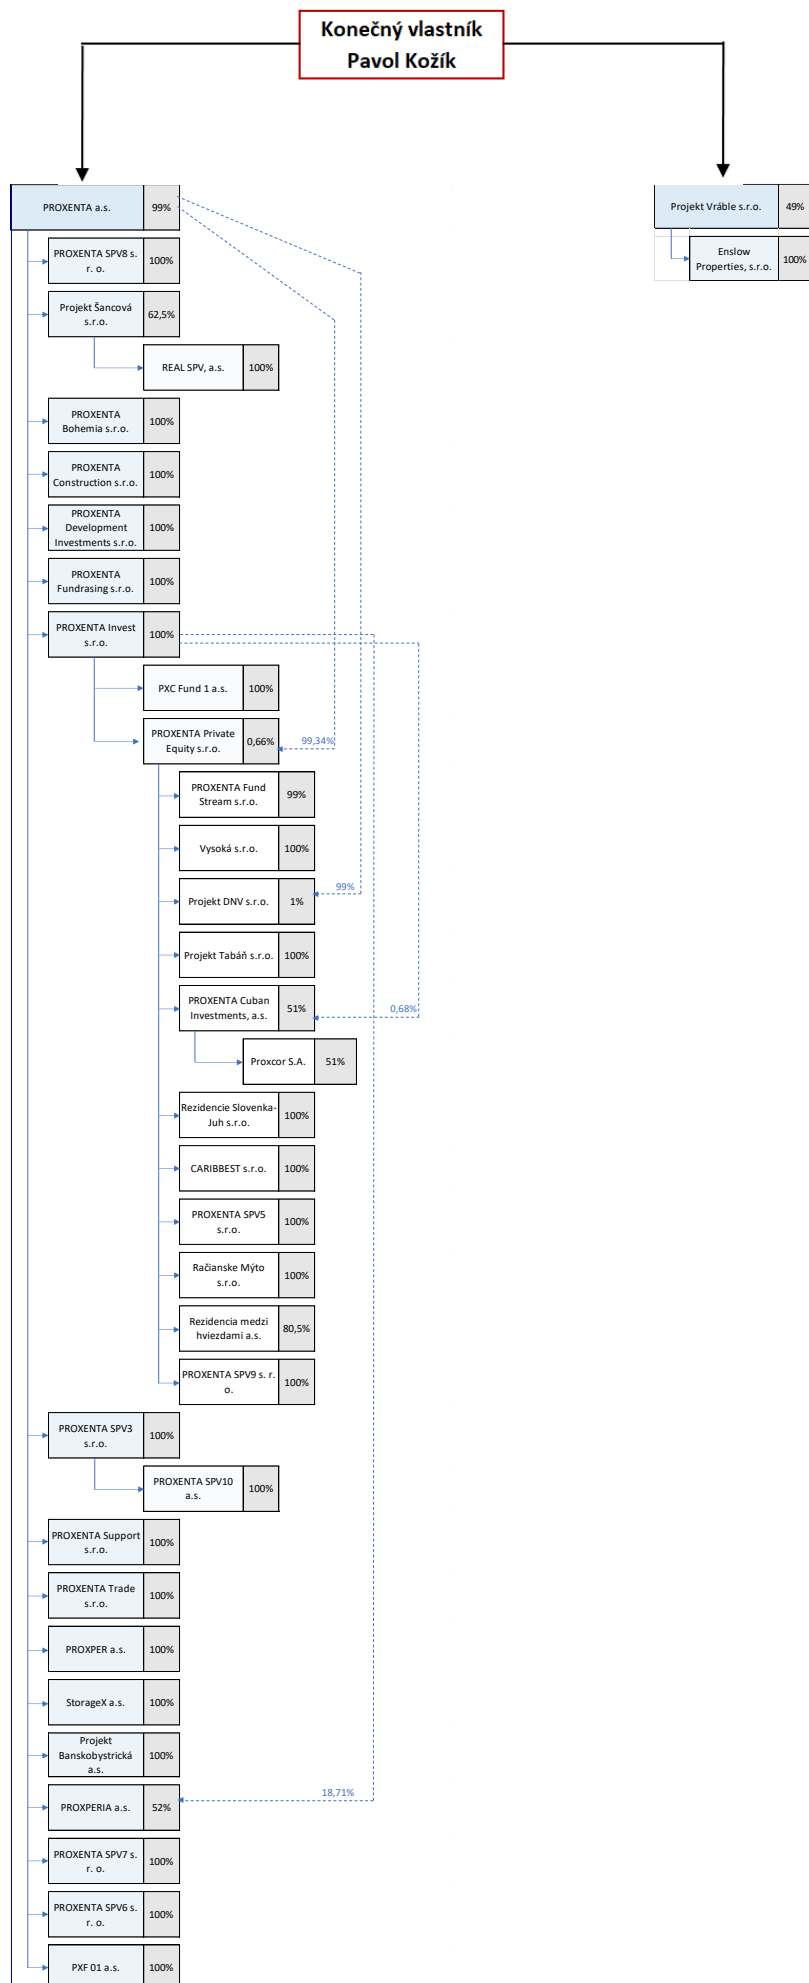 Konečný vlastník
Pavol Kožík
PROXENTA a.s.
99%
Projekt Vráble s.r.o.
49%
PROXENTA SPV8 s.
r. o.
100%
Enslow
Properties, s.r.o.
100%
Projekt Šancová
s.r.o.
62,5%
REAL SPV, a.s.
100%
PROXENTA
Bohemia s.r.o.
100%
PROXENTA
Construction s.r.o.
100%
PROXENTA
Development
Investments s.r.o.
100%
PROXENTA
Fundrasing s.r.o.
100%
PROXENTA Invest
s.r.o.
100%
PXC Fund 1 a.s.
100%
PROXENTA Private
Equity s.r.o.
0,66%
99,34%
PROXENTA Fund
Stream s.r.o.
99%
Vysoká s.r.o.
100%
Projekt DNV s.r.o.
1%
99%
Projekt Tabáň s.r.o.
100%
PROXENTA Cuban
Investments, a.s.
51%
0,68%
Proxcor S.A.
51%
Rezidencie Slovenka-
Juh s.r.o.
100%
CARIBBEST s.r.o.
100%
PROXENTA SPV5
s.r.o.
100%
Račianske Mýto
s.r.o.
100%
Rezidencia medzi
hviezdami a.s.
80,5%
PROXENTA SPV9 s. r.
o.
100%
PROXENTA SPV3
s.r.o.
100%
PROXENTA SPV10
a.s.
100%
PROXENTA Support
s.r.o.
100%
PROXENTA Trade
s.r.o.
100%
PROXPER a.s.
100%
StorageX a.s.
100%
Projekt
Banskobystrická
a.s.
100%
PROXPERIA a.s.
52%
18,71%
PROXENTA SPV7 s.
r. o.
100%
PROXENTA SPV6 s.
r. o.
100%
PXF 01 a.s.
100%